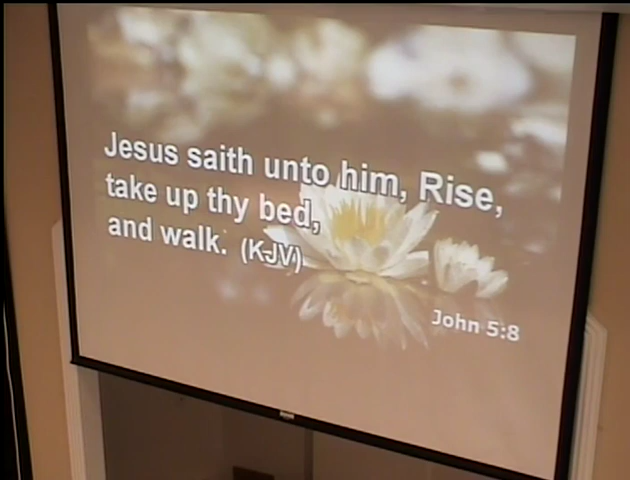 Jesus saith unto him, Rise,
take up thy bed,
and walk. (KJV)
John 5:8